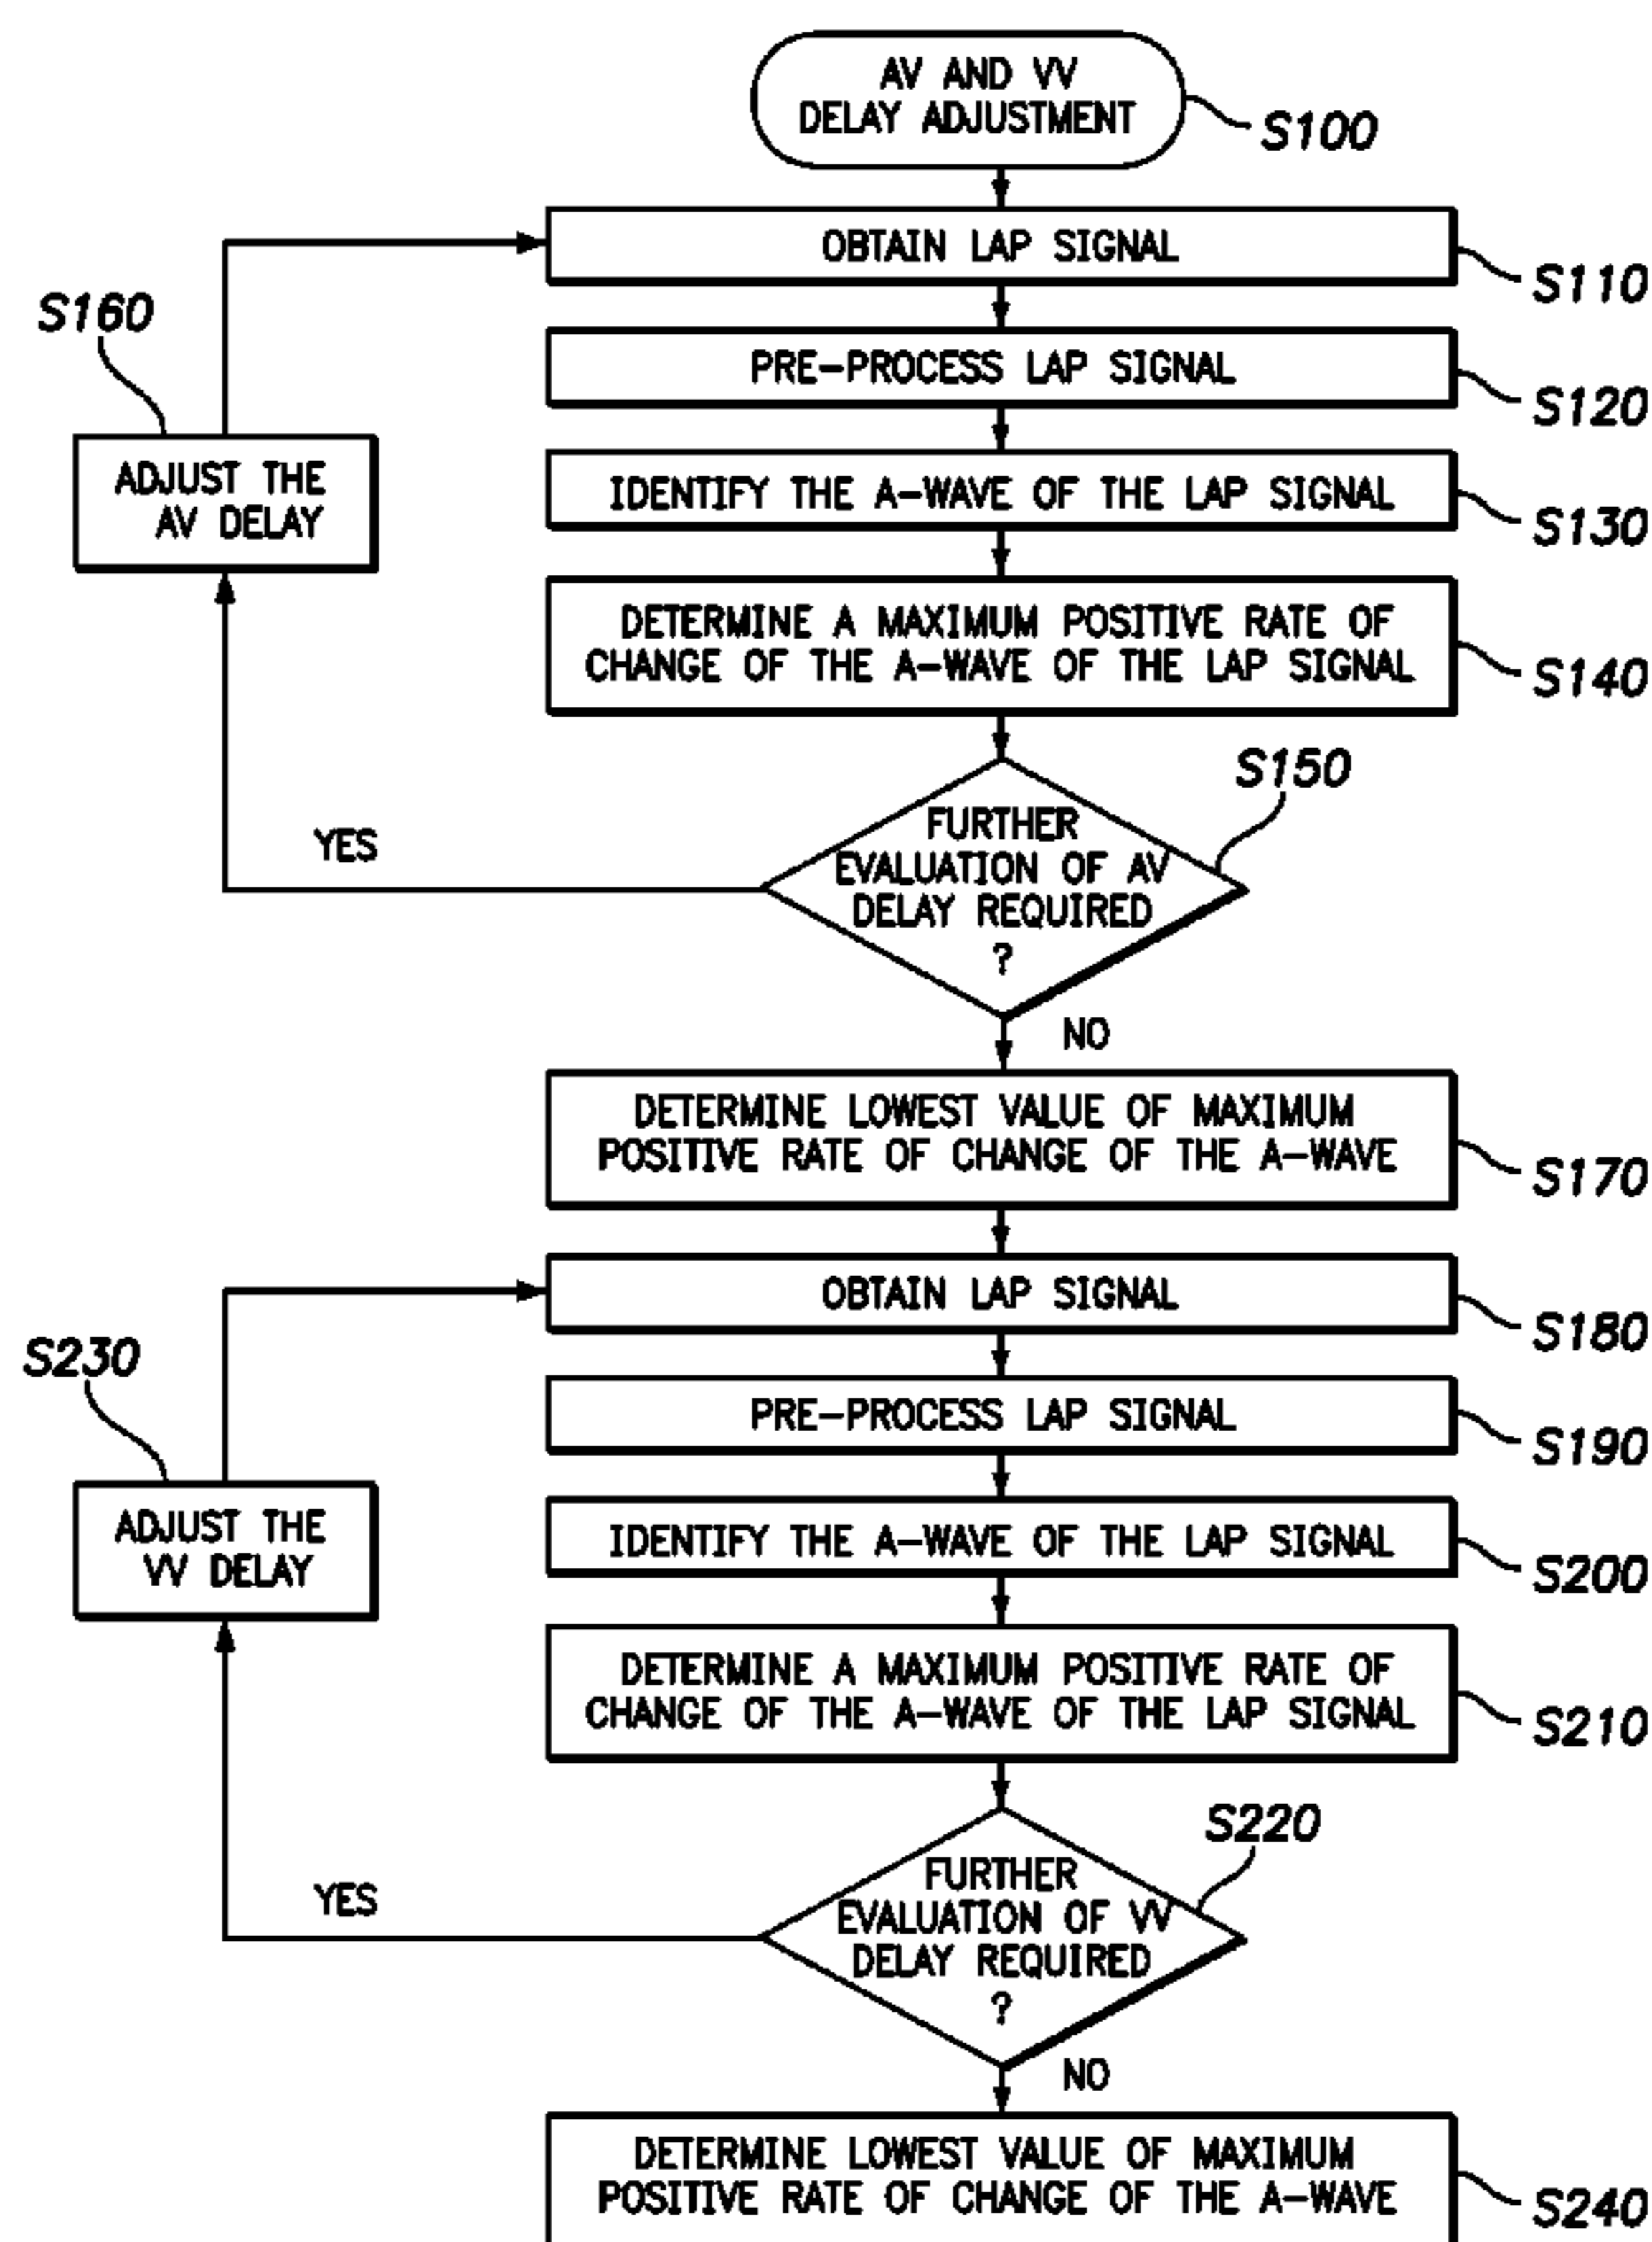 AV AND VV
DELAY ADJUSTMENT
S100
OBTAIN LAP SIGNAL
S110
S160
PRE-PROCESS LAP SIGNAL
S120
ADJUST THE
AV DELAY
IDENTIFY THE A-WAVE OF THE LAP SIGNAL
S130
DETERMINE A MAXIMUM POSITIVE RATE OF
CHANGE OF THE A-WAVE OF THE LAP SIGNAL
S140
S150
FURTHER
EVALUATION OF AV
DELAY REQUIRED
?
YES
NO
DETERMINE LOWEST VALUE OF MAXIMUM
POSITIVE RATE OF CHANGE OF THE A-WAVE
S170
OBTAIN LAP SIGNAL
S180
S230
PRE-PROCESS LAP SIGNAL
S190
ADJUST THE
VV DELAY
IDENTIFY THE A-WAVE OF THE LAP SIGNAL
S200
DETERMINE A MAXIMUM POSITIVE RATE OF
CHANGE OF THE A-WAVE OF THE LAP SIGNAL
S210
S220
FURTHER
EVALUATION OF VV
DELAY REQUIRED
?
YES
NO
DETERMINE LOWEST VALUE OF MAXIMUM
POSITIVE RATE OF CHANGE OF THE A-WAVE
S240